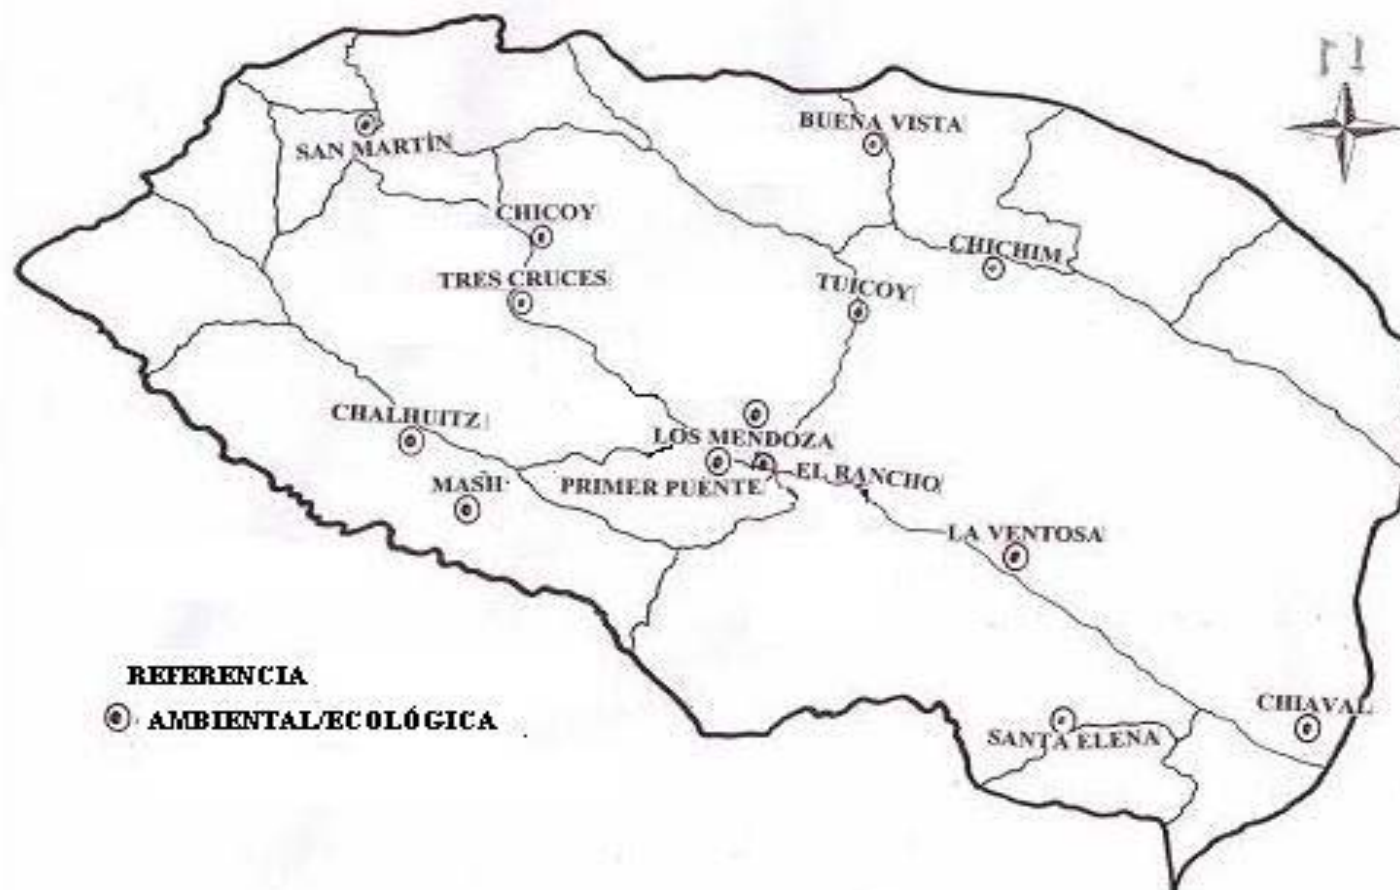 BUENA VISTA
SAN MARTÍN
CHICOY
CHICHIM
TRES CRUCES
TUICOY
CHALHUITZ
LOS MENDOZA
EL RANCHO
MASH
PRIMER PUENTE
LA VENTOSA
REFERENCIA
AMBIENTAL/ECOLÓGICA
CHIAVAL
SANTA ELENA